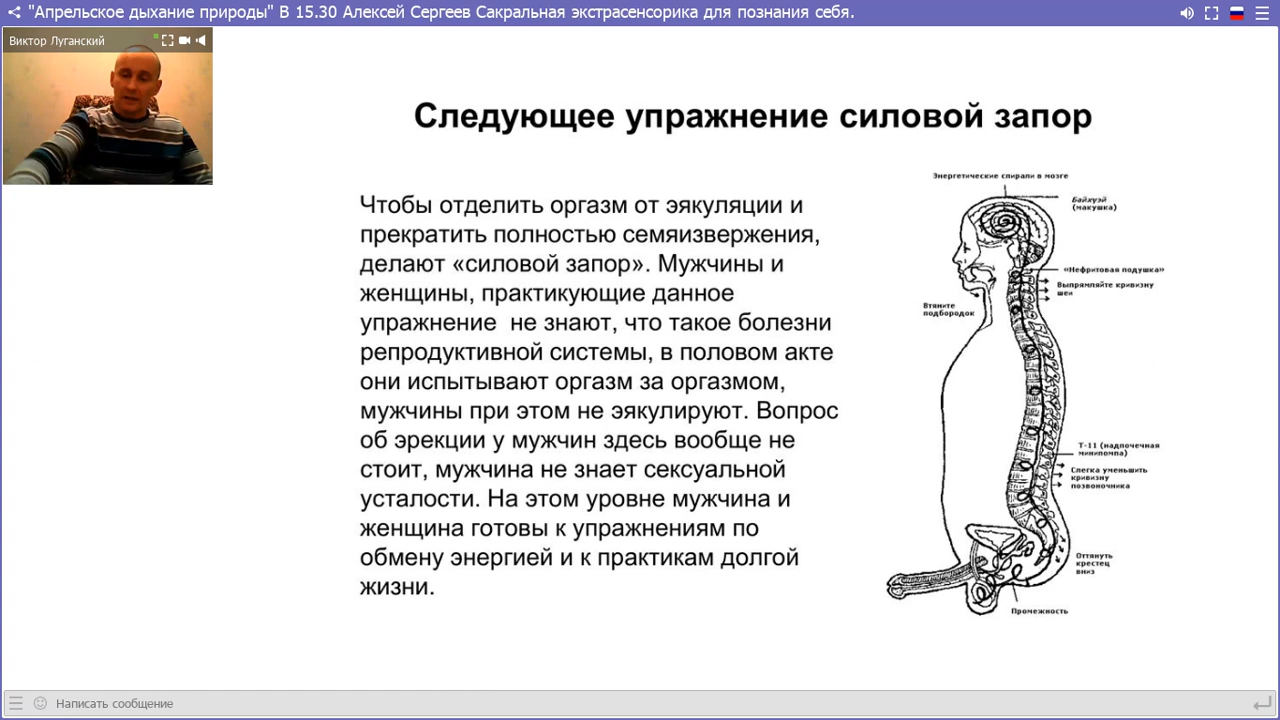 "Апрельское дыхание природы" В 15.30 Алексей Сергеев Сакральная экстрасенсорика для познания себя.
Виктор Луганский
Следующее упражнение силовой запор
Чтобы отделить оргазм от эякуляции и
прекратить полностью семяизвержения,
делают «силовой запор». Мужчины и
женщины, практикующие данное
упражнение не знают, что такое болезни
репродуктивной системы, в половом акте
они испытывают оргазм за оргазмом,
мужчины при этом не эякулируют. Вопрос
об эрекции у мужчин здесь вообще не
стоит, мужчина не знает сексуальной
усталости. На этом уровне мужчина и
женщина готовы к упражнениям по
обмену энергией и к практикам долгой
жизни.
Энергетические спирали в мозге
Байхуэй
(макушка)
«Нефритовая подушка»
Выпрямляйте кривизну
шеи
Втяните
подбородок
Т-11 (надпочечная
минипомпа)
Слегка уменьшить
кривизну
позвоночника
Оттянуть
крестец
вниз
Промежность
Написать сообщение